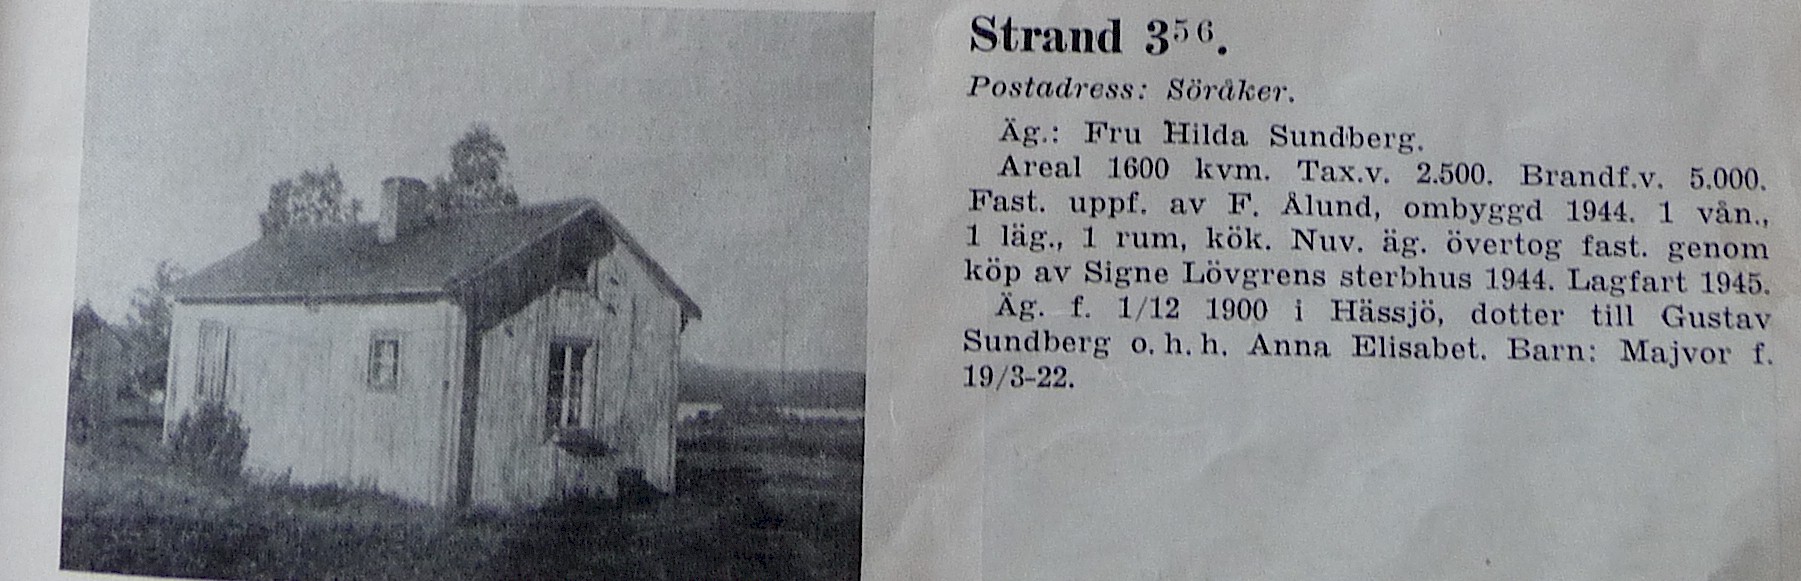 Strand 3⁵⁶.
Postadress: Söråker.
Äg.: Fru Hilda Sundberg.
Areal 1600 kvm. Tax.v. 2.500. Brandf.v. 5.000.
Fast. uppf. av F. Ålund, ombyggd 1944. 1 vån.,
1 läg., 1 rum, kök. Nuv. äg. övertog fast. genom
köp av Signe Lövgrens sterbhus 1944. Lagfart 1945.
Äg. f. 1/12 1900 i Hässjö, dotter till Gustav
Sundberg o. h. h. Anna Elisabet. Barn: Majvor f.
19/3-22.